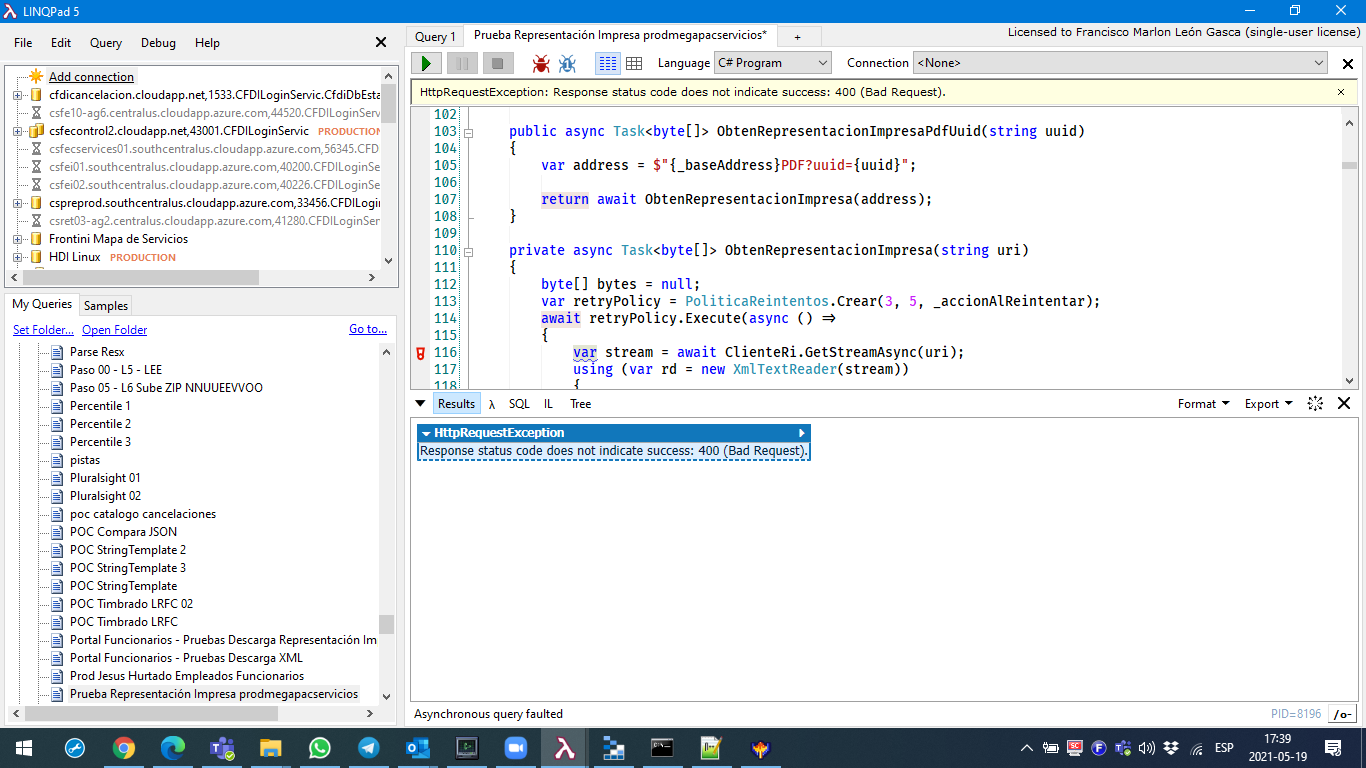 LINQPad 5
File Edit Query Debug Help
Add connection
cfdicancelacion.cloudapp.net,1533.CFDILoginServic.CfdiDbEsta
csfe10-ag6.centralus.cloudapp.azure.com,44520.CFDILoginServ
csfecontrol2.cloudapp.net,43001.CFDILoginServic PRODUCTION
csfecservices01.southcentralus.cloudapp.azure.com,56345.CFD
csfei01.southcentralus.cloudapp.azure.com,40200.CFDILoginSe
csfei02.southcentralus.cloudapp.azure.com,40226.CFDILoginSe
cspreprod.southcentralus.cloudapp.azure.com,33456.CFDILogin
csret03-ag2.centralus.cloudapp.azure.com,41280.CFDILoginSer
Frontini Mapa de Servicios
HDI Linux PRODUCTION
My Queries Samples
Set Folder... Open Folder Go to...
Parse Resx
Paso 00 - L5 - LEE
Paso 05 - L6 Sube ZIP NNUUEEVVOO
Percentile 1
Percentile 2
Percentile 3
pistas
Pluralsight 01
Pluralsight 02
poc catalogo cancelaciones
POC Compara JSON
POC StringTemplate 2
POC StringTemplate 3
POC StringTemplate
POC Timbrado LRFC 02
POC Timbrado LRFC
Portal Funcionarios - Pruebas Descarga Representación Im
Portal Funcionarios - Pruebas Descarga XML
Prod Jesus Hurtado Empleados Funcionarios
Prueba Representación Impresa prodmegapacservicios
Query 1 Prueba Representación Impresa prodmegapacservicios* +
Licensed to Francisco Marlon León Gasca (single-user license)
Language C# Program Connection <None>
HttpRequestException: Response status code does not indicate success: 400 (Bad Request).
102
103 public async Task<byte[]> ObtenRepresentacionImpresaPdfUuid(string uuid)
104 {
105 var address = $"{_baseAddress}PDF?uuid={uuid}";
106
107 return await ObtenRepresentacionImpresa(address);
108 }
109
110 private async Task<byte[]> ObtenRepresentacionImpresa(string uri)
111 {
112 byte[] bytes = null;
113 var retryPolicy = PoliticaReintentos.Crear(3, 5, _accionAlReintentar);
114 await retryPolicy.Execute(async () =>
115 {
116 var stream = await ClienteRi.GetStreamAsync(uri);
117 using (var rd = new XmlTextReader(stream))
118 {
Results λ SQL IL Tree Format Export
HttpRequestException
Response status code does not indicate success: 400 (Bad Request).
Asynchronous query faulted PID=8196 /o-
ESP
17:39
2021-05-19